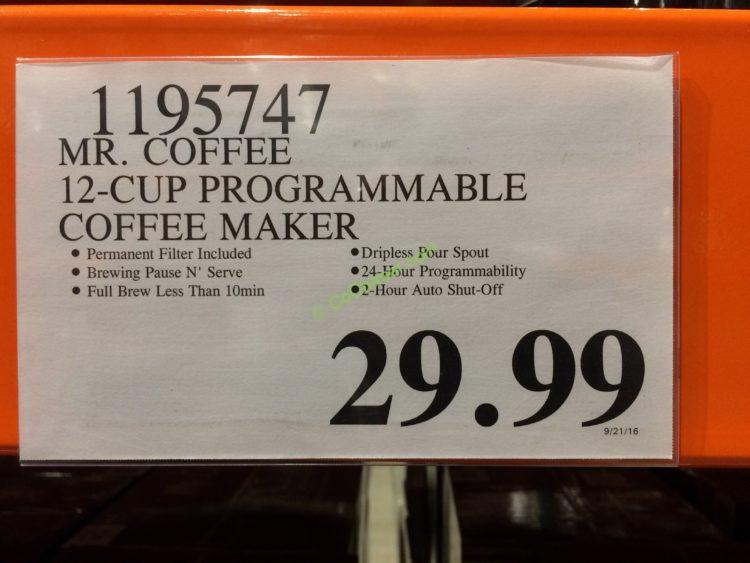 1195747
MR. COFFEE
12-CUP PROGRAMMABLE
COFFEE MAKER
• Permanent Filter Included
• Brewing Pause N' Serve
• Full Brew Less Than 10min
• Dripless Pour Spout
• 24-Hour Programmability
• 2-Hour Auto Shut-Off
29.99
9/21/16